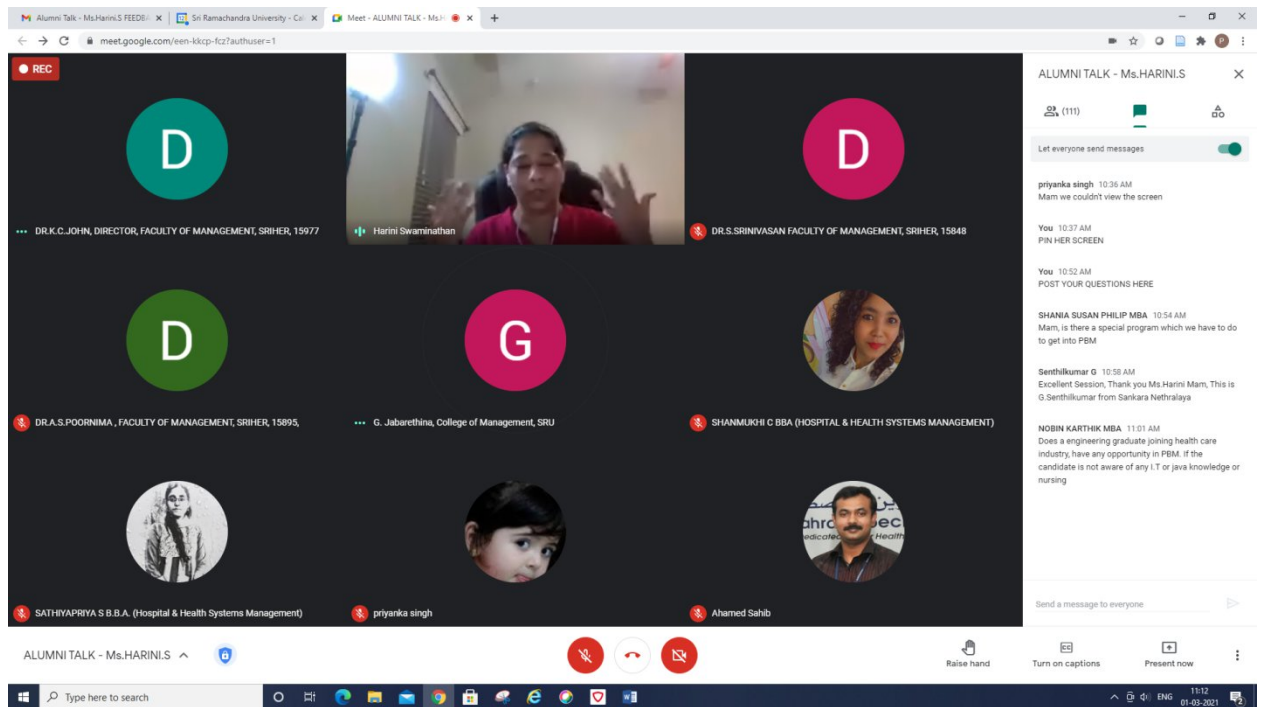 Alumni Talk - Ms.Harini.S FEEDBA
Sri Ramachandra University - Cal
Meet - ALUMNI TALK - Ms.H
meet.google.com/een-kkcp-fcz?authuser=1
P
REC
D
DR.K.C.JOHN, DIRECTOR, FACULTY OF MANAGEMENT, SRIHER, 15977
Harini Swaminathan
D
DR.S.SRINIVASAN FACULTY OF MANAGEMENT, SRIHER, 15848
D
DR.A.S.POORNIMA , FACULTY OF MANAGEMENT, SRIHER, 15895,
G
G. Jabarethina, College of Management, SRU
SHANMUKHI C BBA (HOSPITAL & HEALTH SYSTEMS MANAGEMENT)
SATHIYAPRIYA S B.B.A. (Hospital & Health Systems Management)
priyanka singh
Ahamed Sahib
ALUMNI TALK - Ms.HARINI.S
(111)
Let everyone send messages
priyanka singh 10:36 AM
Mam we couldn't view the screen
You 10:37 AM
PIN HER SCREEN
You 10:52 AM
POST YOUR QUESTIONS HERE
SHANIA SUSAN PHILIP MBA 10:54 AM
Mam, is there a special program which we have to do
to get into PBM
Senthilkumar G 10:58 AM
Excellent Session, Thank you Ms.Harini Mam, This is
G.Senthilkumar from Sankara Nethralaya
NOBIN KARTHIK MBA 11:01 AM
Does a engineering graduate joining health care
industry, have any opportunity in PBM. If the
candidate is not aware of any I.T or java knowledge or
nursing
Send a message to everyone
ALUMNI TALK - Ms.HARINI.S
Raise hand
Turn on captions
Present now
Type here to search
ENG
11:12
01-03-2021